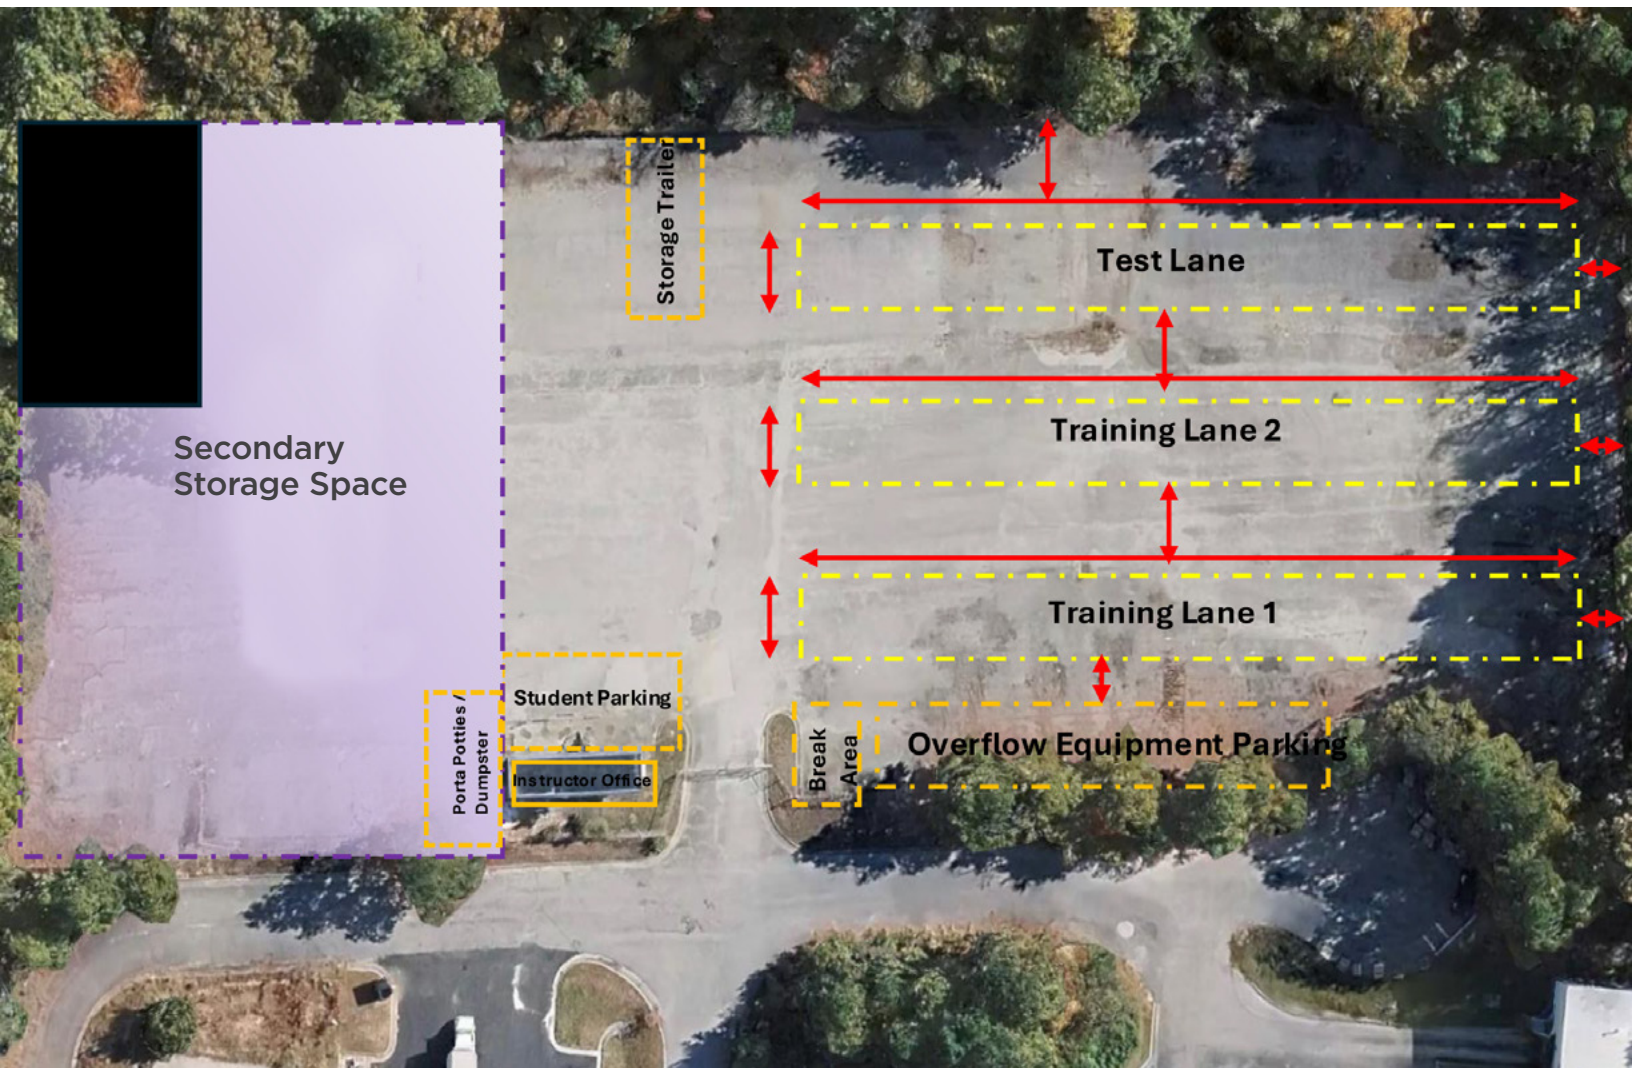 Storage Trailer
Test Lane
Training Lane 2
Secondary
Storage Space
Training Lane 1
Student Parking
Porta Potties /
Dumpster
Instructor Office
Break
Area
Overflow Equipment Parking